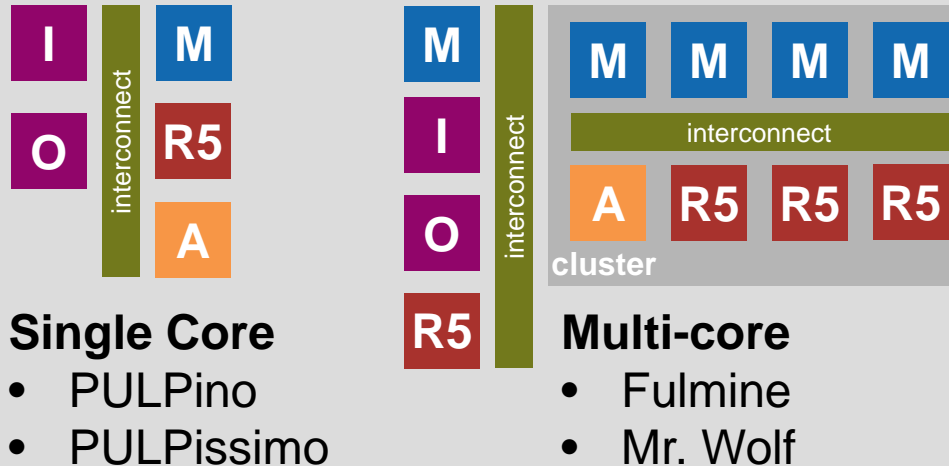 I
O
interconnect
M
R5
A
Single Core
• PULPino
• PULPissimo
M
I
O
R5
interconnect
M M M M
interconnect
A R5 R5 R5
cluster
Multi-core
• Fulmine
• Mr. Wolf